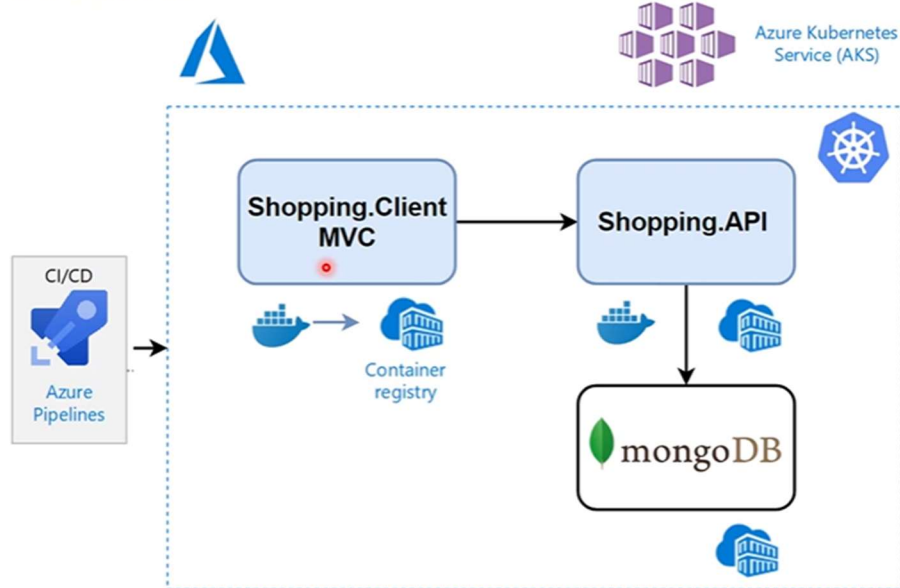 Azure Kubernetes
Service (AKS)
Shopping.Client
MVC
Shopping.API
CI/CD
Azure
Pipelines
Container
registry
mongoDB